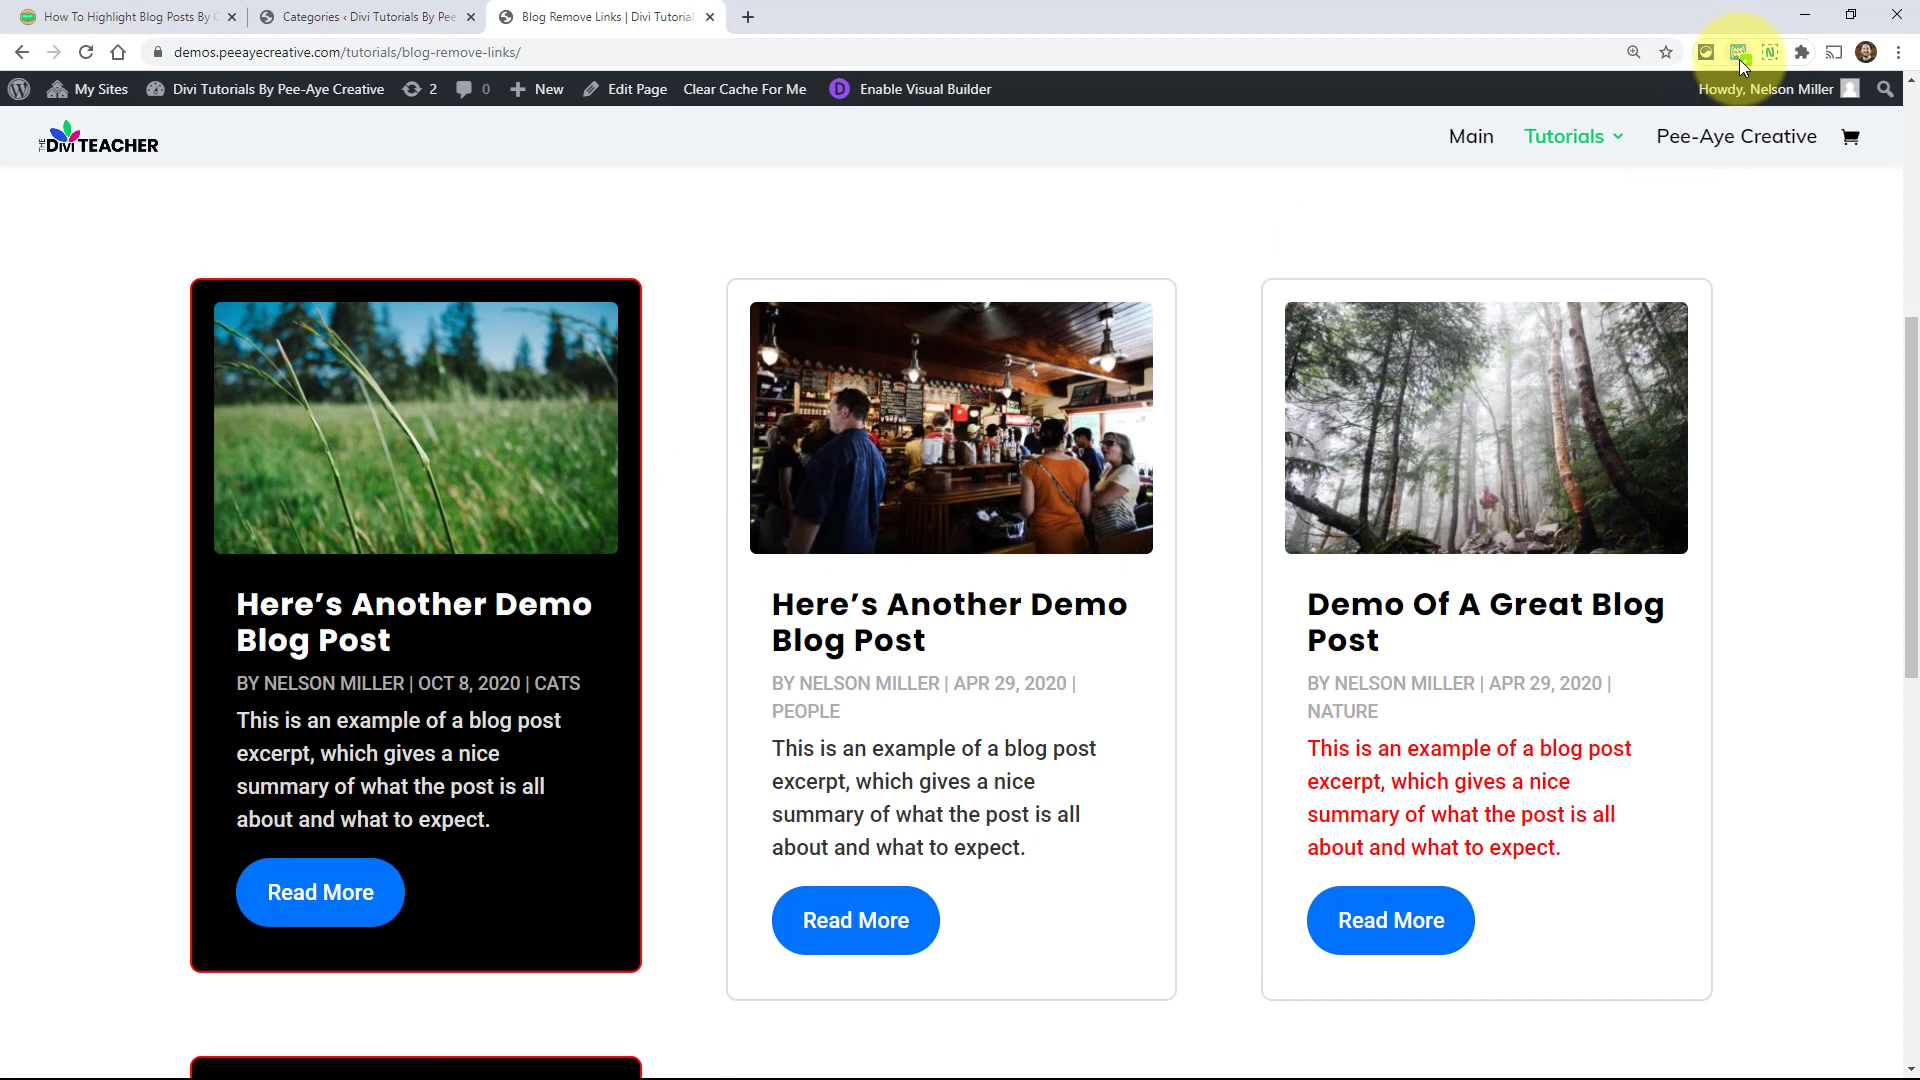 How To Highlight Blog Posts By
Categories ‹ Divi Tutorials By Pee
Blog Remove Links | Divi Tutorial
demos.peeayecreative.com/tutorials/blog-remove-links/
My Sites
Divi Tutorials By Pee-Aye Creative
2
0
New
Edit Page
Clear Cache For Me
D
Enable Visual Builder
Howdy, Nelson Miller
THE DIVI TEACHER
Main
Tutorials
Pee-Aye Creative
Here’s Another Demo
Blog Post
BY NELSON MILLER | OCT 8, 2020 | CATS
This is an example of a blog post
excerpt, which gives a nice
summary of what the post is all
about and what to expect.
Read More
Here’s Another Demo
Blog Post
BY NELSON MILLER | APR 29, 2020 |
PEOPLE
This is an example of a blog post
excerpt, which gives a nice
summary of what the post is all
about and what to expect.
Read More
Demo Of A Great Blog
Post
BY NELSON MILLER | APR 29, 2020 |
NATURE
This is an example of a blog post
excerpt, which gives a nice
summary of what the post is all
about and what to expect.
Read More